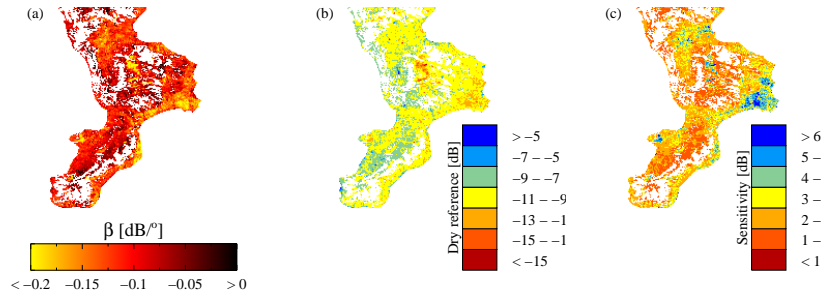 (a)
β [dB/°]
< −0.2 −0.15 −0.1 −0.05 > 0
(b)
Dry reference [dB]
> −5
−7 − −5
−9 − −7
−11 − −9
−13 − −1
−15 − −1
< −15
(c)
Sensitivity [dB]
> 6
5 −
4 −
3 −
2 −
1 −
< 1